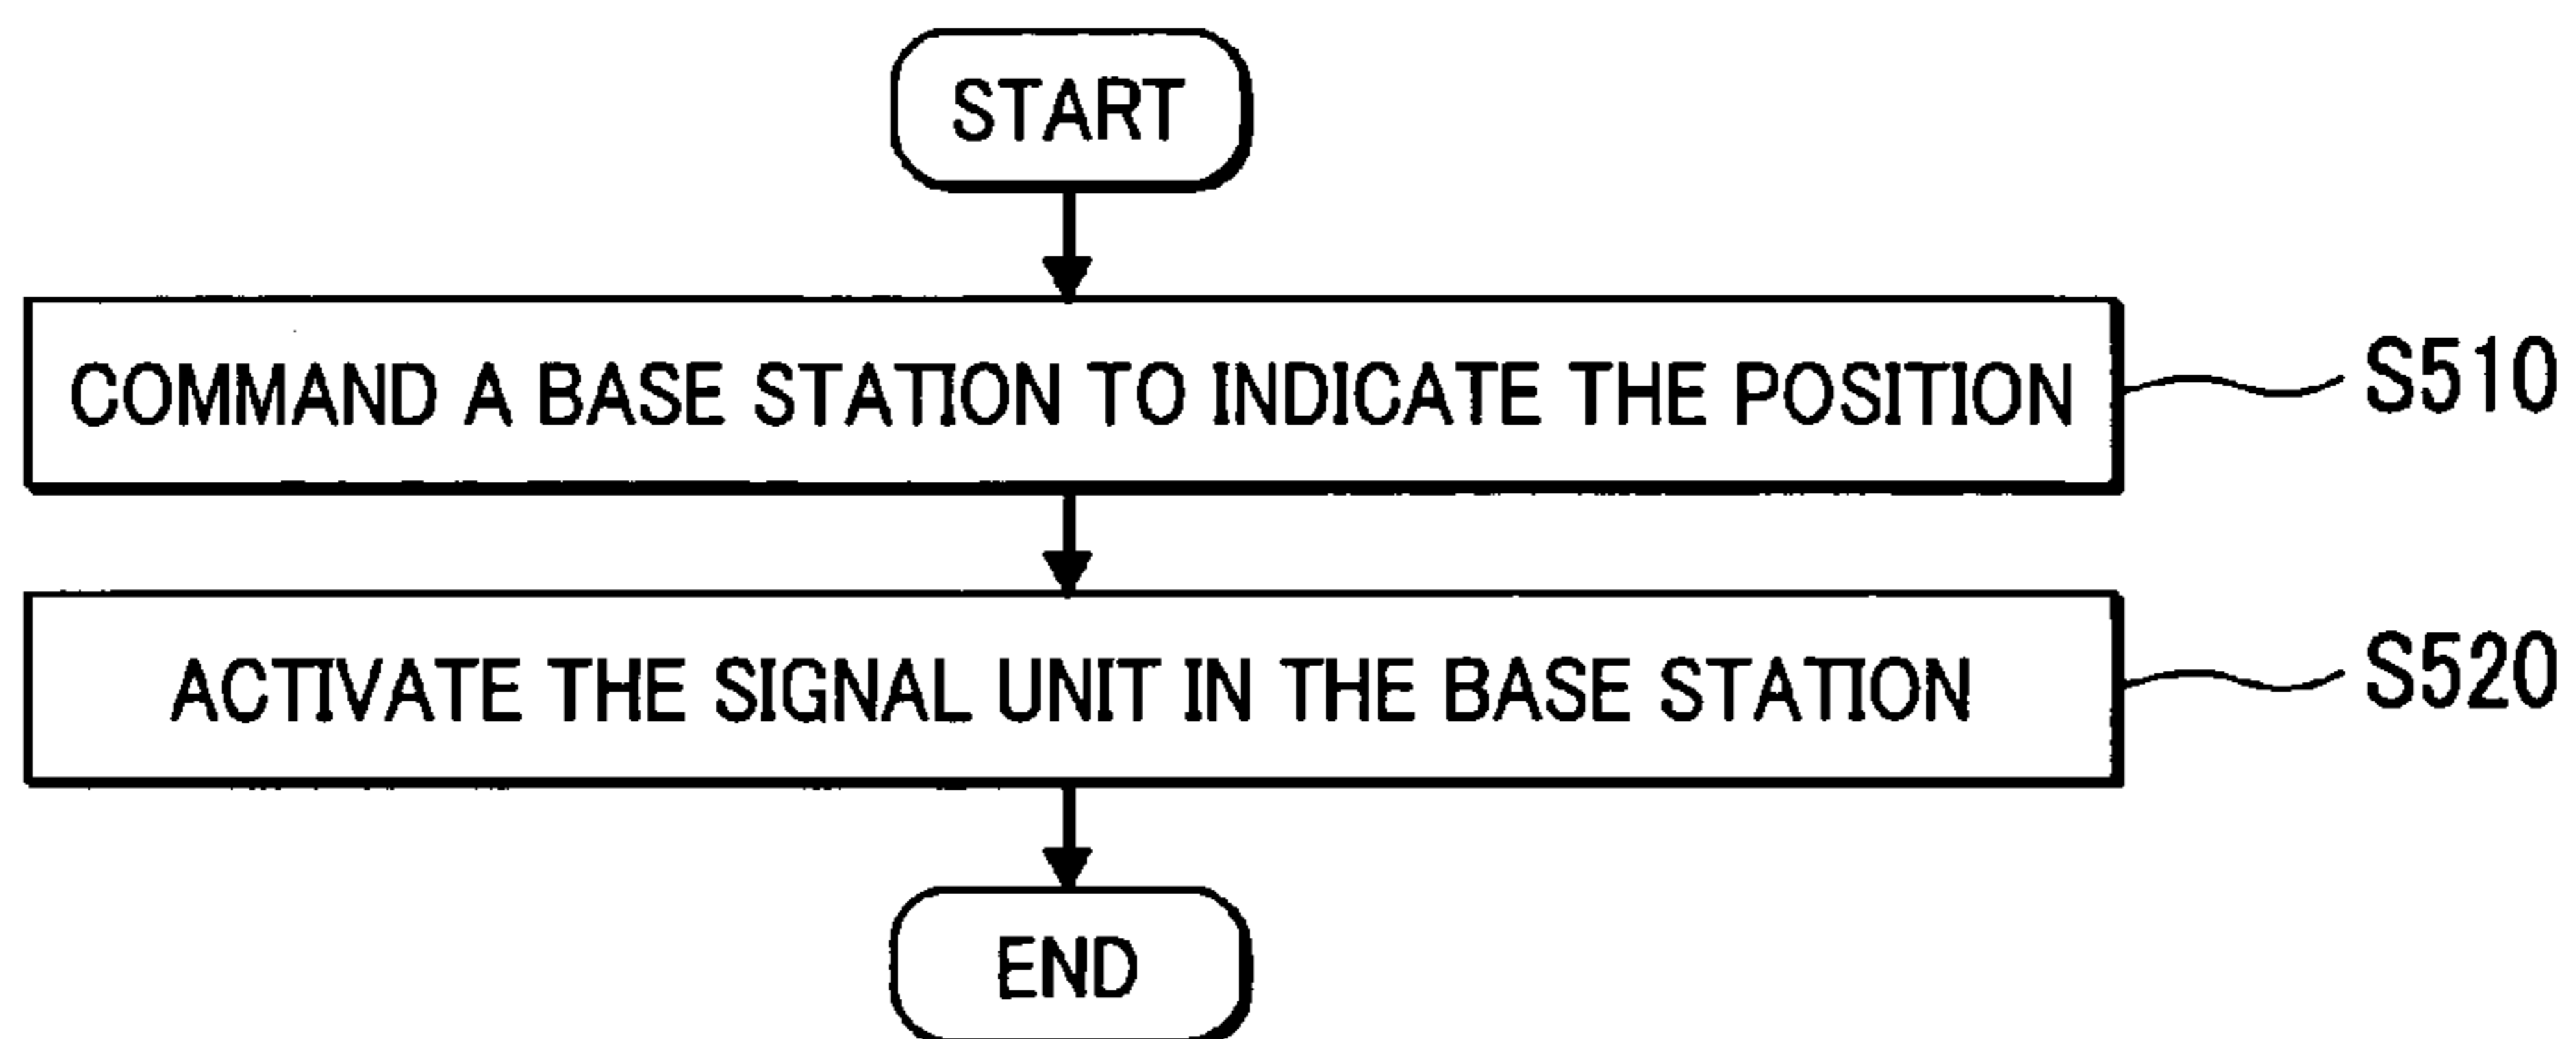 START
COMMAND A BASE STATION TO INDICATE THE POSITION
S510
ACTIVATE THE SIGNAL UNIT IN THE BASE STATION
S520
END